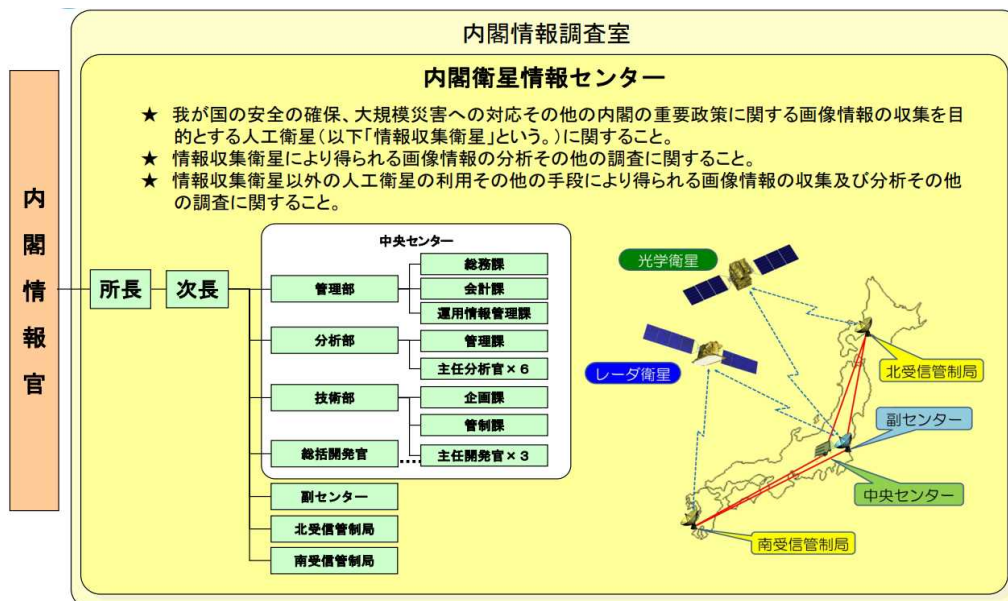 内閣情報調査室
内閣情報官
内閣衛星情報センター
★ 我が国の安全の確保、大規模災害への対応その他の内閣の重要政策に関する画像情報の収集を目
的とする人工衛星(以下「情報収集衛星」という。)に関すること。
★ 情報収集衛星により得られる画像情報の分析その他の調査に関すること。
★ 情報収集衛星以外の人工衛星の利用その他の手段により得られる画像情報の収集及び分析その他
の調査に関すること。
所長
次長
中央センター
管理部
総務課
会計課
運用情報管理課
分析部
管理課
主任分析官×6
技術部
企画課
管制課
総括開発官
主任開発官×3
副センター
北受信管制局
南受信管制局
光学衛星
レーダ衛星
北受信管制局
副センター
中央センター
南受信管制局